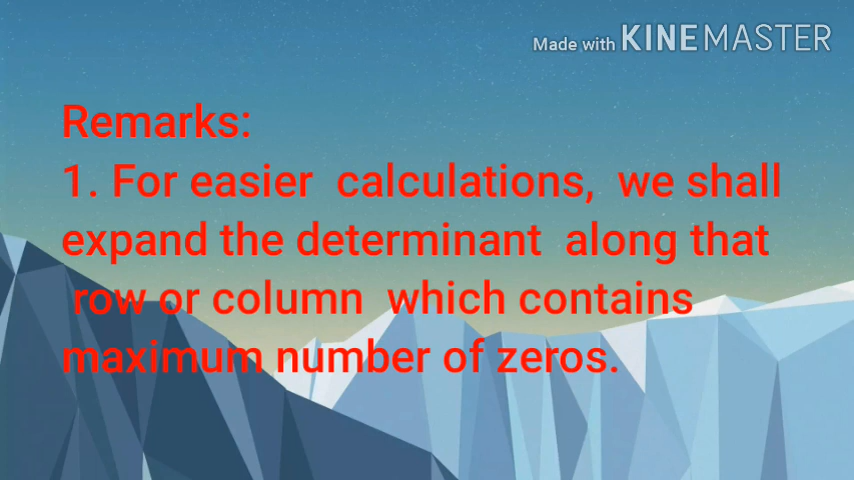 Made with KINEMASTER
Remarks:
1. For easier calculations, we shall
expand the determinant along that
row or column which contains
maximum number of zeros.